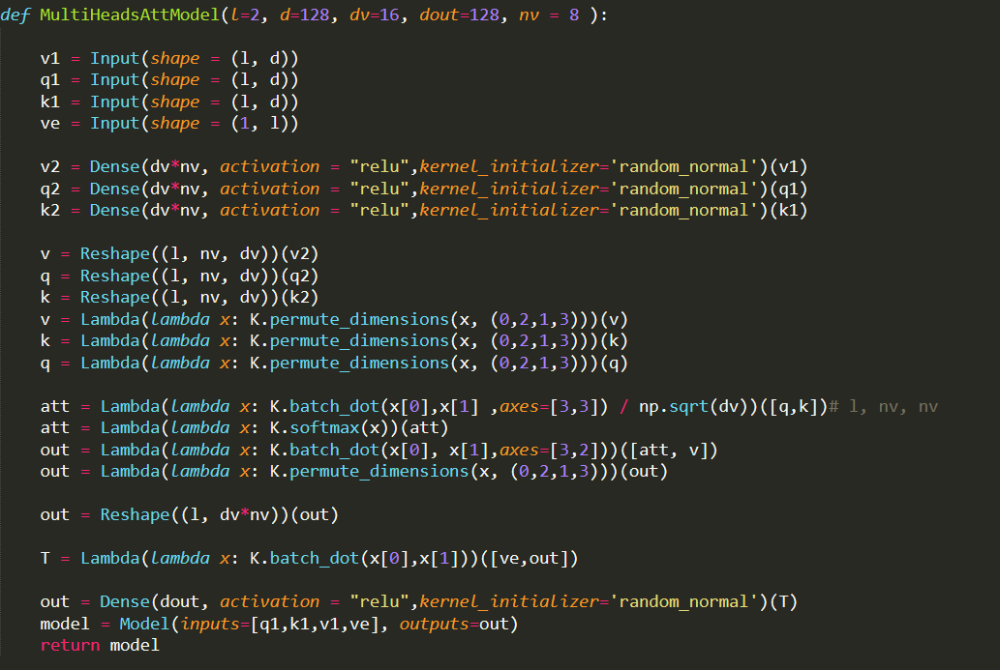 def MultiHeadsAttModel(l=2, d=128, dv=16, dout=128, nv = 8 ):
    v1 = Input(shape = (l, d))
    q1 = Input(shape = (l, d))
    k1 = Input(shape = (l, d))
    ve = Input(shape = (1, l))
    v2 = Dense(dv*nv, activation = "relu",kernel_initializer='random_normal')(v1)
    q2 = Dense(dv*nv, activation = "relu",kernel_initializer='random_normal')(q1)
    k2 = Dense(dv*nv, activation = "relu",kernel_initializer='random_normal')(k1)
    v = Reshape((l, nv, dv))(v2)
    q = Reshape((l, nv, dv))(q2)
    k = Reshape((l, nv, dv))(k2)
    v = Lambda(lambda x: K.permute_dimensions(x, (0,2,1,3)))(v)
    k = Lambda(lambda x: K.permute_dimensions(x, (0,2,1,3)))(k)
    q = Lambda(lambda x: K.permute_dimensions(x, (0,2,1,3)))(q)
    att = Lambda(lambda x: K.batch_dot(x[0],x[1] ,axes=[3,3]) / np.sqrt(dv))([q,k])# l, nv, nv
    att = Lambda(lambda x: K.softmax(x))(att)
    out = Lambda(lambda x: K.batch_dot(x[0], x[1],axes=[3,2]))([att, v])
    out = Lambda(lambda x: K.permute_dimensions(x, (0,2,1,3)))(out)
    out = Reshape((l, dv*nv))(out)
    T = Lambda(lambda x: K.batch_dot(x[0],x[1]))([ve,out])
    out = Dense(dout, activation = "relu",kernel_initializer='random_normal')(T)
    model = Model(inputs=[q1,k1,v1,ve], outputs=out)
    return model